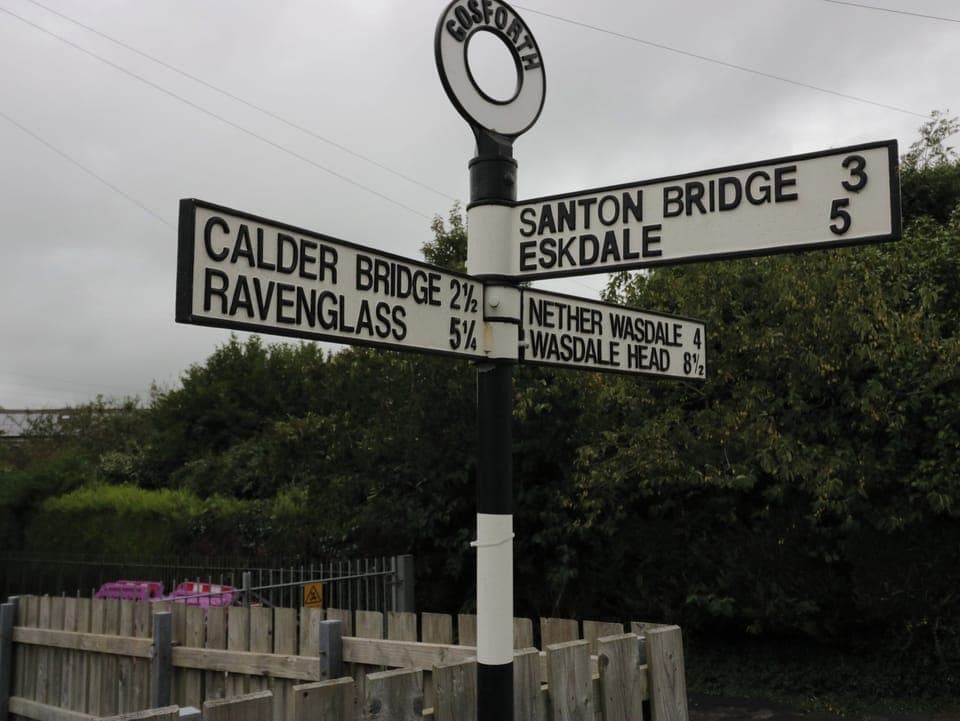 GOSFORTH
SANTON BRIDGE 3
ESKDALE 5
CALDER BRIDGE 2½
RAVENGLASS 5¼
NETHER WASDALE 4
WASDALE HEAD 8½